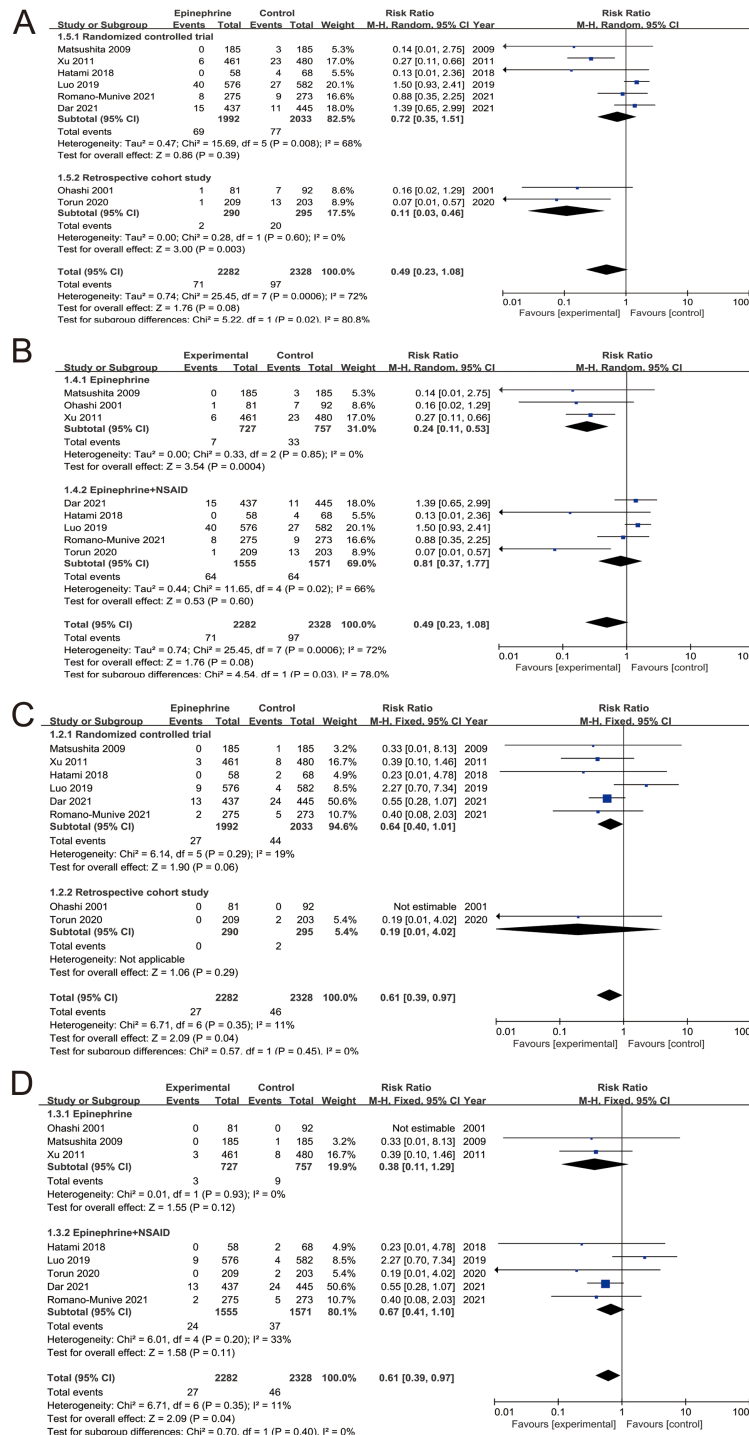 A
Epinephrine Control Risk Ratio Risk Ratio
Study or Subgroup Events Total Events Total Weight M-H. Random. 95% CI Year M-H. Random. 95% CI
1.5.1 Randomized controlled trial
Matsushita 2009 0 185 3 185 5.3% 0.14 [0.01, 2.75] 2009
Xu 2011 6 461 23 480 17.0% 0.27 [0.11, 0.66] 2011
Hatami 2018 0 58 4 68 5.5% 0.13 [0.01, 2.36] 2018
Luo 2019 40 576 27 582 20.1% 1.50 [0.93, 2.41] 2019
Romano-Munive 2021 8 275 9 273 16.6% 0.88 [0.35, 2.25] 2021
Dar 2021 15 437 11 445 18.0% 1.39 [0.65, 2.99] 2021
Subtotal (95% CI) 1992 2033 82.5% 0.72 [0.35, 1.51]
Total events 69 77
Heterogeneity: Tau² = 0.47; Chi² = 15.69, df = 5 (P = 0.008); I² = 68%
Test for overall effect: Z = 0.86 (P = 0.39)
1.5.2 Retrospective cohort study
Ohashi 2001 1 81 7 92 8.6% 0.16 [0.02, 1.29] 2001
Torun 2020 1 209 13 203 8.9% 0.07 [0.01, 0.57] 2020
Subtotal (95% CI) 290 295 17.5% 0.11 [0.03, 0.46]
Total events 2 20
Heterogeneity: Tau² = 0.00; Chi² = 0.28, df = 1 (P = 0.60); I² = 0%
Test for overall effect: Z = 3.00 (P = 0.003)
Total (95% CI) 2282 2328 100.0% 0.49 [0.23, 1.08]
Total events 71 97
Heterogeneity: Tau² = 0.74; Chi² = 25.45, df = 7 (P = 0.0006); I² = 72%
Test for overall effect: Z = 1.76 (P = 0.08)
Test for subgroup differences: Chi² = 5.22, df = 1 (P = 0.02), I² = 80.8%
0.01 0.1 1 10 100
Favours [experimental] Favours [control]
B
Experimental Control Risk Ratio Risk Ratio
Study or Subgroup Events Total Events Total Weight M-H. Random. 95% CI M-H. Random. 95% CI
1.4.1 Epinephrine
Matsushita 2009 0 185 3 185 5.3% 0.14 [0.01, 2.75]
Ohashi 2001 1 81 7 92 8.6% 0.16 [0.02, 1.29]
Xu 2011 6 461 23 480 17.0% 0.27 [0.11, 0.66]
Subtotal (95% CI) 727 757 31.0% 0.24 [0.11, 0.53]
Total events 7 33
Heterogeneity: Tau² = 0.00; Chi² = 0.33, df = 2 (P = 0.85); I² = 0%
Test for overall effect: Z = 3.54 (P = 0.0004)
1.4.2 Epinephrine+NSAID
Dar 2021 15 437 11 445 18.0% 1.39 [0.65, 2.99]
Hatami 2018 0 58 4 68 5.5% 0.13 [0.01, 2.36]
Luo 2019 40 576 27 582 20.1% 1.50 [0.93, 2.41]
Romano-Munive 2021 8 275 9 273 16.6% 0.88 [0.35, 2.25]
Torun 2020 1 209 13 203 8.9% 0.07 [0.01, 0.57]
Subtotal (95% CI) 1555 1571 69.0% 0.81 [0.37, 1.77]
Total events 64 64
Heterogeneity: Tau² = 0.44; Chi² = 11.65, df = 4 (P = 0.02); I² = 66%
Test for overall effect: Z = 0.53 (P = 0.60)
Total (95% CI) 2282 2328 100.0% 0.49 [0.23, 1.08]
Total events 71 97
Heterogeneity: Tau² = 0.74; Chi² = 25.45, df = 7 (P = 0.0006); I² = 72%
Test for overall effect: Z = 1.76 (P = 0.08)
Test for subgroup differences: Chi² = 4.54, df = 1 (P = 0.03), I² = 78.0%
0.01 0.1 1 10 100
Favours [experimental] Favours [control]
C
Epinephrine Control Risk Ratio Risk Ratio
Study or Subgroup Events Total Events Total Weight M-H. Fixed. 95% CI Year M-H. Fixed. 95% CI
1.2.1 Randomized controlled trial
Matsushita 2009 0 185 1 185 3.2% 0.33 [0.01, 8.13] 2009
Xu 2011 3 461 8 480 16.7% 0.39 [0.10, 1.46] 2011
Hatami 2018 0 58 2 68 4.9% 0.23 [0.01, 4.78] 2018
Luo 2019 9 576 4 582 8.5% 2.27 [0.70, 7.34] 2019
Dar 2021 13 437 24 445 50.6% 0.55 [0.28, 1.07] 2021
Romano-Munive 2021 2 275 5 273 10.7% 0.40 [0.08, 2.03] 2021
Subtotal (95% CI) 1992 2033 94.6% 0.64 [0.40, 1.01]
Total events 27 44
Heterogeneity: Chi² = 6.14, df = 5 (P = 0.29); I² = 19%
Test for overall effect: Z = 1.90 (P = 0.06)
1.2.2 Retrospective cohort study
Ohashi 2001 0 81 0 92 Not estimable 2001
Torun 2020 0 209 2 203 5.4% 0.19 [0.01, 4.02] 2020
Subtotal (95% CI) 290 295 5.4% 0.19 [0.01, 4.02]
Total events 0 2
Heterogeneity: Not applicable
Test for overall effect: Z = 1.06 (P = 0.29)
Total (95% CI) 2282 2328 100.0% 0.61 [0.39, 0.97]
Total events 27 46
Heterogeneity: Chi² = 6.71, df = 6 (P = 0.35); I² = 11%
Test for overall effect: Z = 2.09 (P = 0.04)
Test for subgroup differences: Chi² = 0.57, df = 1 (P = 0.45), I² = 0%
0.01 0.1 1 10 100
Favours [experimental] Favours [control]
D
Experimental Control Risk Ratio Risk Ratio
Study or Subgroup Events Total Events Total Weight M-H. Fixed. 95% CI Year M-H. Fixed. 95% CI
1.3.1 Epinephrine
Ohashi 2001 0 81 0 92 Not estimable 2001
Matsushita 2009 0 185 1 185 3.2% 0.33 [0.01, 8.13] 2009
Xu 2011 3 461 8 480 16.7% 0.39 [0.10, 1.46] 2011
Subtotal (95% CI) 727 757 19.9% 0.38 [0.11, 1.29]
Total events 3 9
Heterogeneity: Chi² = 0.01, df = 1 (P = 0.93); I² = 0%
Test for overall effect: Z = 1.55 (P = 0.12)
1.3.2 Epinephrine+NSAID
Hatami 2018 0 58 2 68 4.9% 0.23 [0.01, 4.78] 2018
Luo 2019 9 576 4 582 8.5% 2.27 [0.70, 7.34] 2019
Torun 2020 0 209 2 203 5.4% 0.19 [0.01, 4.02] 2020
Dar 2021 13 437 24 445 50.6% 0.55 [0.28, 1.07] 2021
Romano-Munive 2021 2 275 5 273 10.7% 0.40 [0.08, 2.03] 2021
Subtotal (95% CI) 1555 1571 80.1% 0.67 [0.41, 1.10]
Total events 24 37
Heterogeneity: Chi² = 6.01, df = 4 (P = 0.20); I² = 33%
Test for overall effect: Z = 1.58 (P = 0.11)
Total (95% CI) 2282 2328 100.0% 0.61 [0.39, 0.97]
Total events 27 46
Heterogeneity: Chi² = 6.71, df = 6 (P = 0.35); I² = 11%
Test for overall effect: Z = 2.09 (P = 0.04)
Test for subgroup differences: Chi² = 0.70, df = 1 (P = 0.40), I² = 0%
0.01 0.1 1 10 100
Favours [experimental] Favours [control]